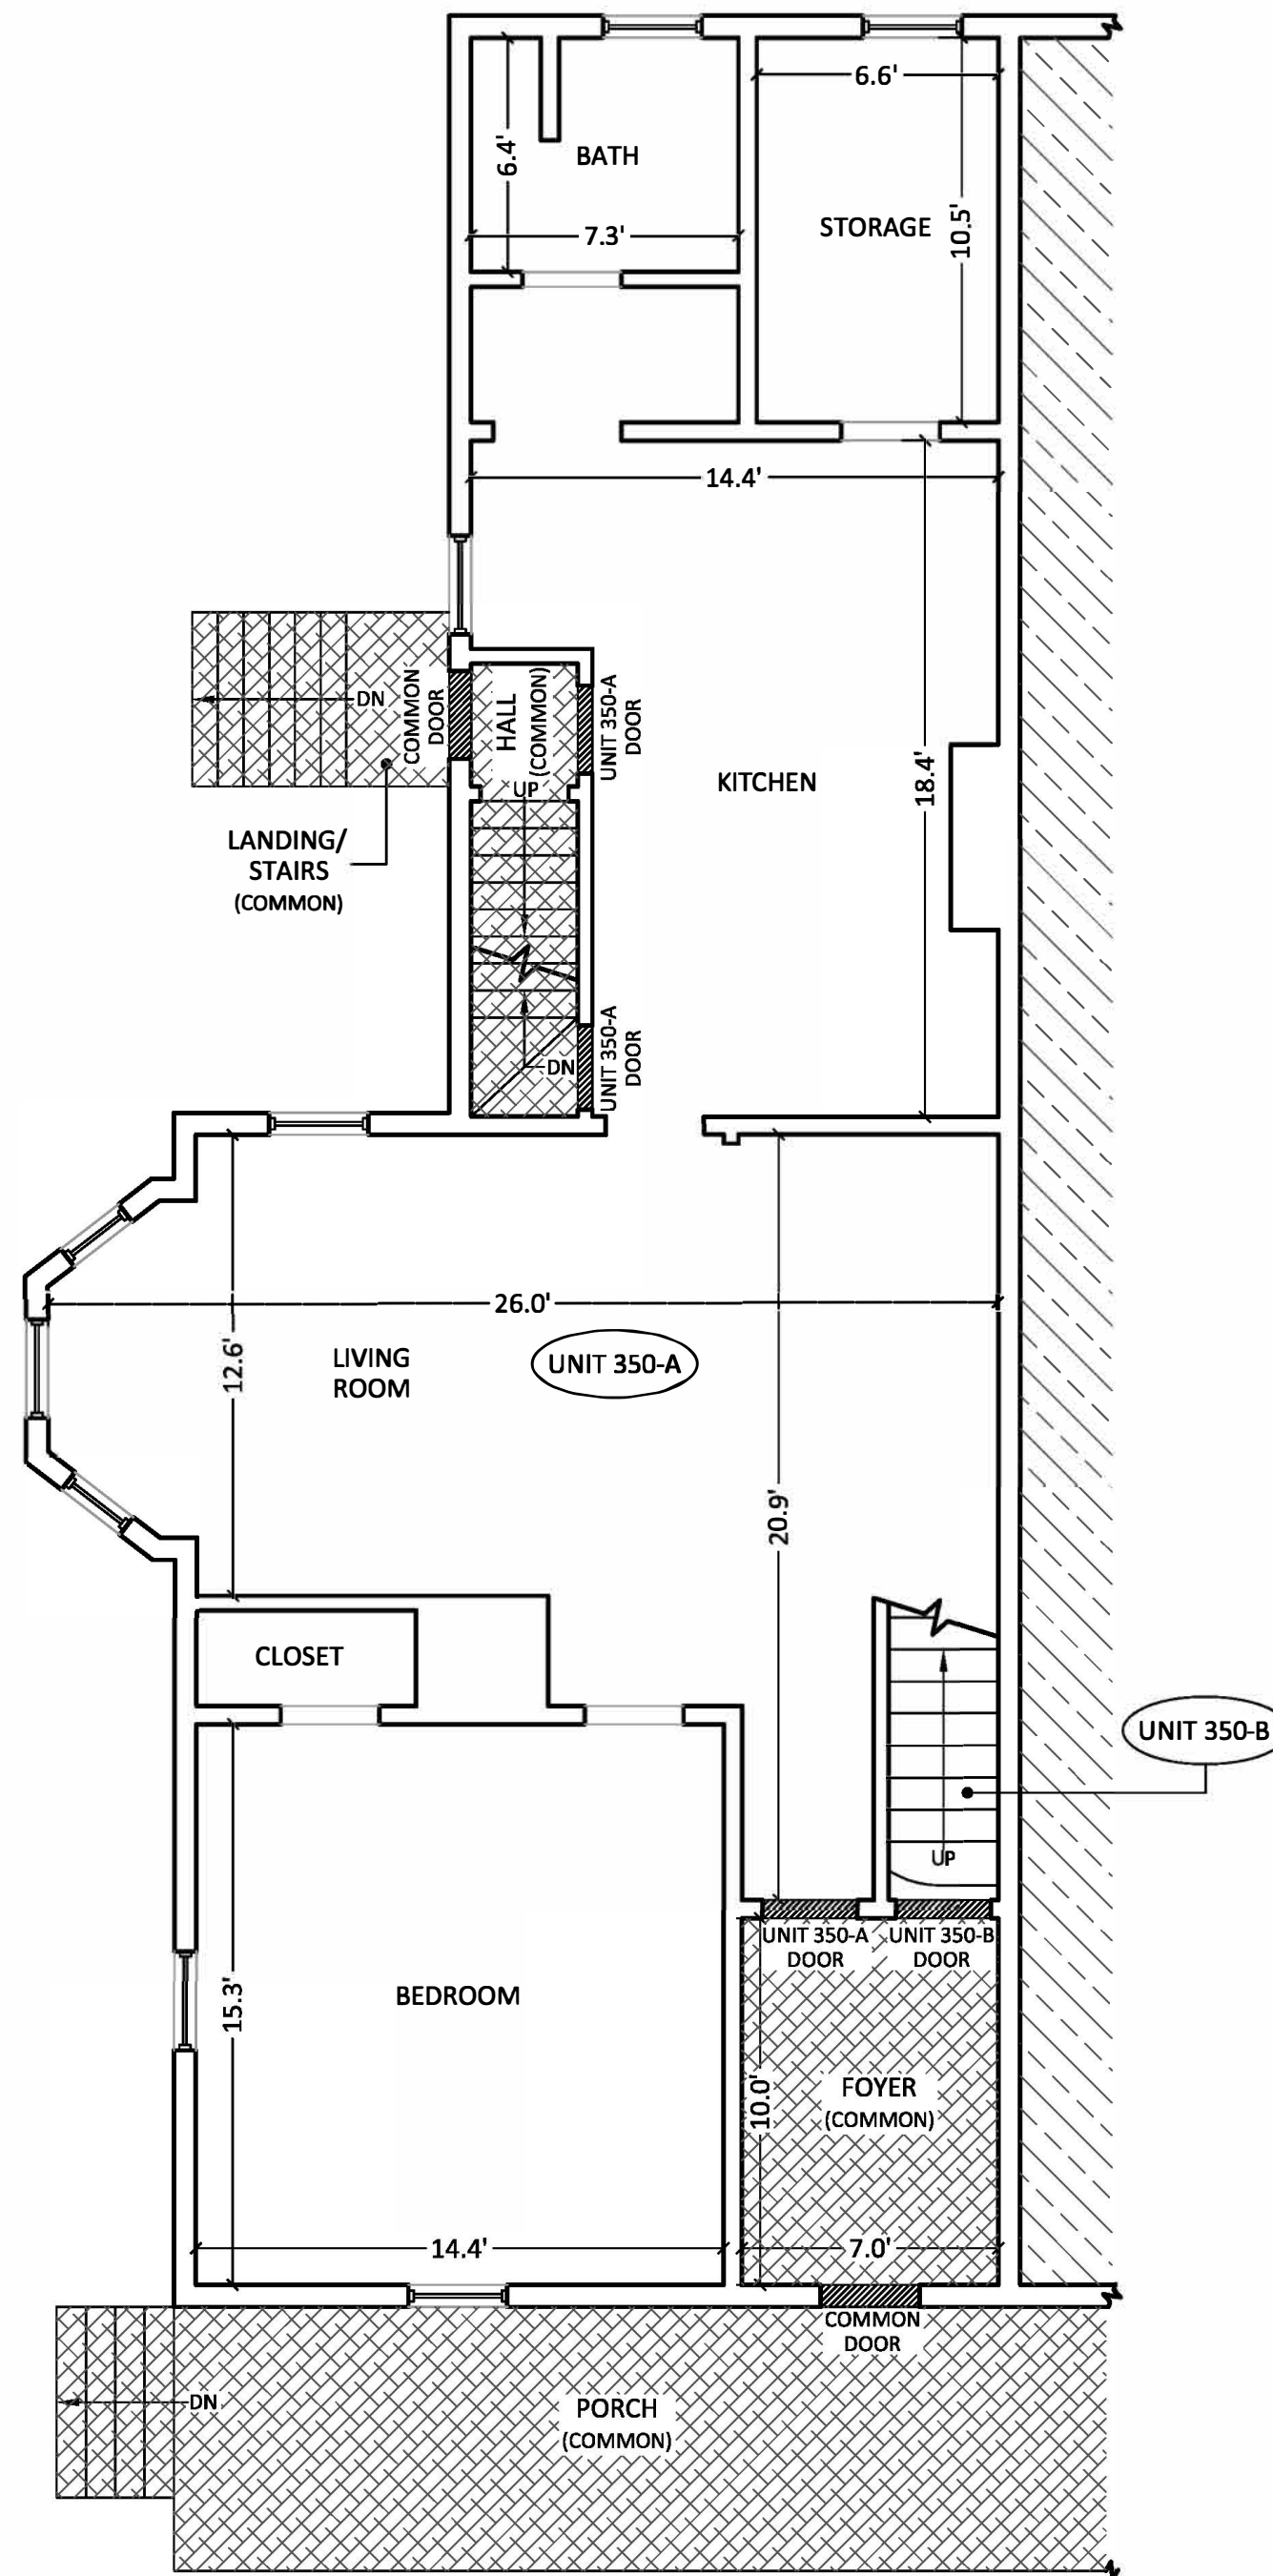 6.6'
6.4'
BATH
7.3'
STORAGE
10.5'
14.4'
DN
COMMON
DOOR
HALL
(COMMON)
UNIT 350-A
DOOR
UP
KITCHEN
18.4'
LANDING/
STAIRS
(COMMON)
UNIT 350-A
DOOR
DN
26.0'
12.6'
LIVING
ROOM
UNIT 350-A
20.9'
CLOSET
UNIT 350-B
UP
UNIT 350-A
DOOR
UNIT 350-B
DOOR
BEDROOM
15.3'
10.0'
FOYER
(COMMON)
14.4'
7.0'
COMMON
DOOR
DN
PORCH
(COMMON)